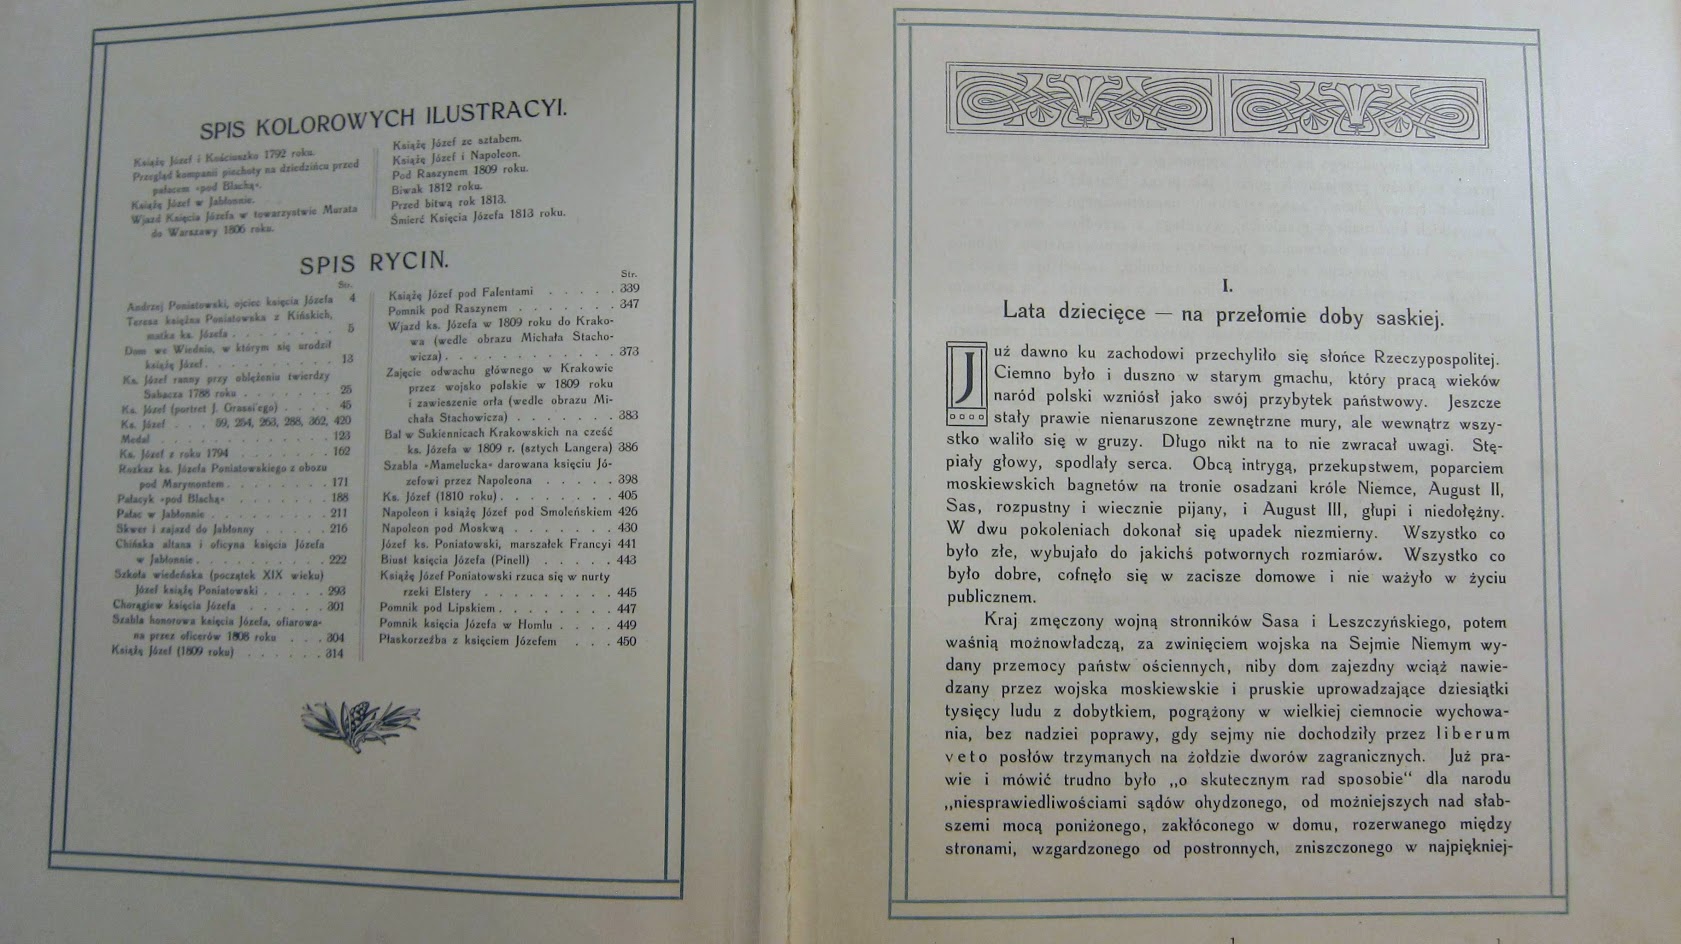 SPIS KOLOROWYCH ILUSTRACYI.
Książę Józef i Kościuszko 1792 roku.
Przegląd kompanii piechoty na dziedzińcu przed
pałacem »pod Blachą«.
Książę Józef w Jabłonnie.
Wjazd Księcia Józefa w towarzystwie Murata
do Warszawy 1806 roku.
Książę Józef ze sztabem.
Książę Józef i Napoleon.
Pod Raszynem 1809 roku.
Biwak 1812 roku.
Przed bitwą rok 1813.
Śmierć Księcia Józefa 1813 roku.
SPIS RYCIN.
Str.
Andrzej Poniatowski, ojciec księcia Józefa 4
Teresa księżna Poniatowska z Kińskich,
matka ks. Józefa . . . . . . . . 5
Dom we Wiedniu, w którym się urodził
książę Józef . . . . . . . . . 13
Ks. Józef ranny przy oblężeniu twierdzy
Sabacza 1788 roku . . . . . . . 25
Ks. Józef (portret J. Grassi'ego) . . . . 45
Ks. Józef . . . 59, 254, 263, 288, 362, 420
Medal . . . . . . . . . . . . 123
Ks. Józef z roku 1794 . . . . . . . 162
Rozkaz ks. Józefa Poniatowskiego z obozu
pod Marymontem . . . . . . . . 171
Pałacyk »pod Blachą« . . . . . . . 188
Pałac w Jabłonnie . . . . . . . . . 211
Skwer i zajazd do Jabłonny . . . . . 216
Chińska altana i oficyna księcia Józefa
w Jabłonnie . . . . . . . . . . 222
Szkoła wiedeńska (początek XIX wieku)
Józef książę Poniatowski . . . . . 293
Chorągiew księcia Józefa . . . . . . 301
Szabla honorowa księcia Józefa, ofiarowa-
na przez oficerów 1808 roku . . . 304
Książę Józef (1809 roku) . . . . . . 314
Str.
Książę Józef pod Falentami . . . . . 339
Pomnik pod Raszynem . . . . . . . 347
Wjazd ks. Józefa w 1809 roku do Krako-
wa (wedle obrazu Michała Stacho-
wicza) . . . . . . . . . . . . 373
Zajęcie odwachu głównego w Krakowie
przez wojsko polskie w 1809 roku
i zawieszenie orła (wedle obrazu Mi-
chała Stachowicza) . . . . . . . 383
Bal w Sukiennicach Krakowskich na cześć
ks. Józefa w 1809 r. (sztych Langera) 386
Szabla »Mamelucka« darowana księciu Jó-
zefowi przez Napoleona . . . . . 398
Ks. Józef (1810 roku) . . . . . . . . 405
Napoleon i książę Józef pod Smoleńskiem 426
Napoleon pod Moskwą . . . . . . . 430
Józef ks. Poniatowski, marszałek Francyi 441
Biust księcia Józefa (Pinell) . . . . . 443
Książę Józef Poniatowski rzuca się w nurty
rzeki Elstery . . . . . . . . . 445
Pomnik pod Lipskiem . . . . . . . . 447
Pomnik księcia Józefa w Homlu . . . . 449
Płaskorzeźba z księciem Józefem . . . 450
I.
Lata dziecięce — na przełomie doby saskiej.
Już dawno ku zachodowi przechyliło się słońce Rzeczypospolitej.
Ciemno było i duszno w starym gmachu, który pracą wieków
naród polski wzniósł jako swój przybytek państwowy. Jeszcze
stały prawie nienaruszone zewnętrzne mury, ale wewnątrz wszy-
stko waliło się w gruzy. Długo nikt na to nie zwracał uwagi. Stę-
piały głowy, spodlały serca. Obcą intrygą, przekupstwem, poparciem
moskiewskich bagnetów na tronie osadzani króle Niemce, August II,
Sas, rozpustny i wiecznie pijany, i August III, głupi i niedołężny.
W dwu pokoleniach dokonał się upadek niezmierny. Wszystko co
było złe, wybujało do jakichś potwornych rozmiarów. Wszystko co
było dobre, cofnęło się w zacisze domowe i nie ważyło w życiu
publicznem.
Kraj zmęczony wojną stronników Sasa i Leszczyńskiego, potem
waśnią możnowładczą, za zwinięciem wojska na Sejmie Niemym wy-
dany przemocy państw ościennych, niby dom zajezdny wciąż nawie-
dzany przez wojska moskiewskie i pruskie uprowadzające dziesiątki
tysięcy ludu z dobytkiem, pogrążony w wielkiej ciemnocie wychowa-
nia, bez nadziei poprawy, gdy sejmy nie dochodziły przez liberum
veto posłów trzymanych na żołdzie dworów zagranicznych. Już pra-
wie i mówić trudno było „o skutecznym rad sposobie“ dla narodu
„niesprawiedliwościami sądów ohydzonego, od możniejszych nad słab-
szemi mocą poniżonego, zakłóconego w domu, rozerwanego między
stronami, wzgardzonego od postronnych, zniszczonego w najpiękniej-